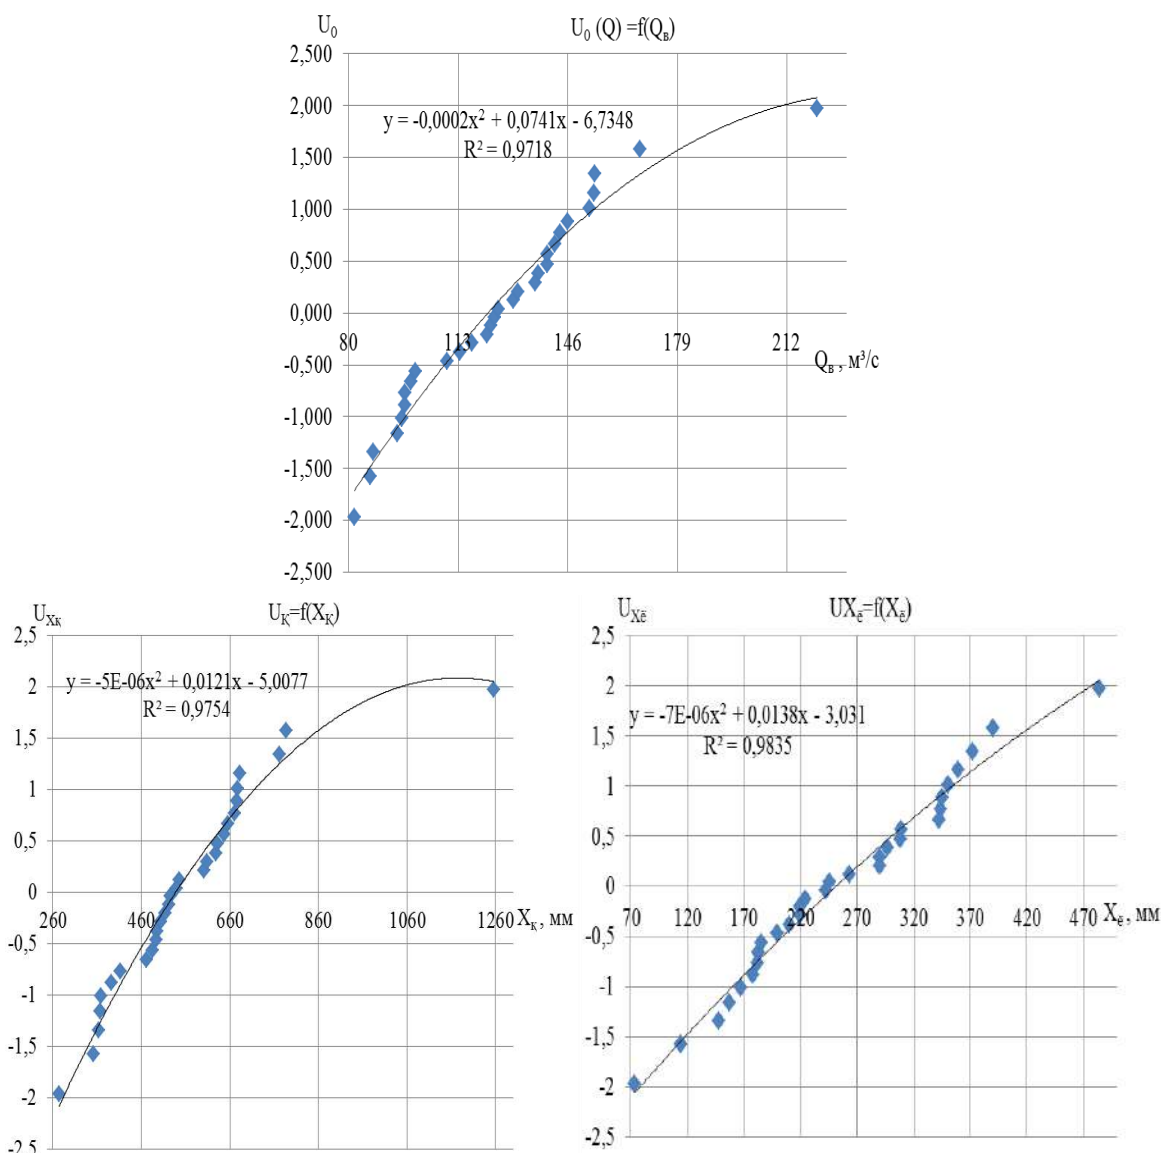 U₀
U₀ (Q) =f(Qв)
2,500
2,000
y = -0,0002x² + 0,0741x - 6,7348
R² = 0,9718
1,500
1,000
0,500
0,000
80 113 146 179 212
Qв , м³/с
-0,500
-1,000
-1,500
-2,000
-2,500
UXк
Uк=f(Xк)
2,5
y = -5E-06x² + 0,0121x - 5,0077
R² = 0,9754
2
1,5
1
0,5
0
260 460 660 860 1060 1260
Xк, мм
-0,5
-1
-1,5
-2
-2,5
UXё
UXё=f(Xё)
2,5
2
y = -7E-06x² + 0,0138x - 3,031
R² = 0,9835
1,5
1
0,5
0
70 120 170 220 270 320 370 420 470
Xё, мм
-0,5
-1
-1,5
-2
-2,5